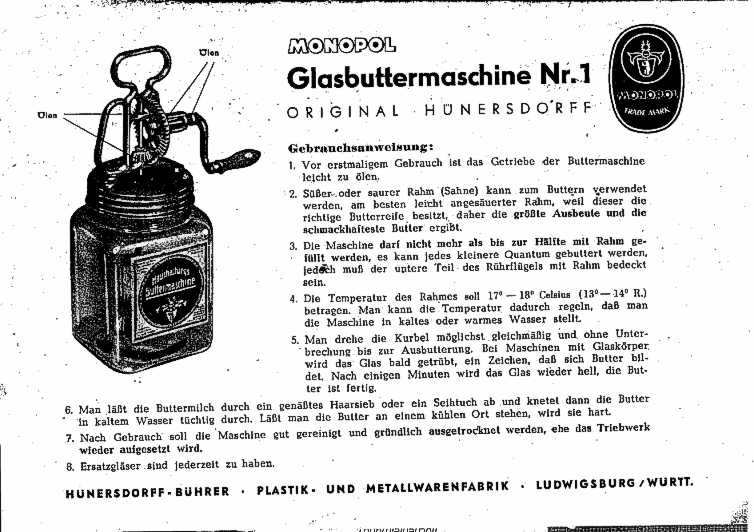 MONOPOL
Glasbuttermaschine Nr. 1
ORIGINAL HÜNERSDORFF
Ölen
Ölen
MONOPOL
TRADE MARK
Haushaltungs
Buttermaschine
Gebrauchsanweisung:
1. Vor erstmaligem Gebrauch ist das Getriebe der Buttermaschine
leicht zu ölen.
2. Süßer oder saurer Rahm (Sahne) kann zum Buttern verwendet
werden, am besten leicht angesäuerter Rahm, weil dieser die
richtige Butterreife besitzt, daher die größte Ausbeute und die
schmackhafteste Butter ergibt.
3. Die Maschine darf nicht mehr als bis zur Hälfte mit Rahm ge-
füllt werden, es kann jedes kleinere Quantum gebuttert werden,
jedoch muß der untere Teil des Rührflügels mit Rahm bedeckt
sein.
4. Die Temperatur des Rahmes soll 17° — 18° Celsius (13° — 14° R.)
betragen. Man kann die Temperatur dadurch regeln, daß man
die Maschine in kaltes oder warmes Wasser stellt.
5. Man drehe die Kurbel möglichst gleichmäßig und ohne Unter-
brechung bis zur Ausbutterung. Bei Maschinen mit Glaskörper
wird das Glas bald getrübt, ein Zeichen, daß sich Butter bil-
det. Nach einigen Minuten wird das Glas wieder hell, die But-
ter ist fertig.
6. Man läßt die Buttermilch durch ein genäßtes Haarsieb oder ein Seihtuch ab und knetet dann die Butter
in kaltem Wasser tüchtig durch. Läßt man die Butter an einem kühlen Ort stehen, wird sie hart.
7. Nach Gebrauch soll die Maschine gut gereinigt und gründlich ausgetrocknet werden, ehe das Triebwerk
wieder aufgesetzt wird.
8. Ersatzgläser sind jederzeit zu haben.
HÜNERSDORFF-BÜHRER · PLASTIK- UND METALLWARENFABRIK · LUDWIGSBURG/WÜRTT.